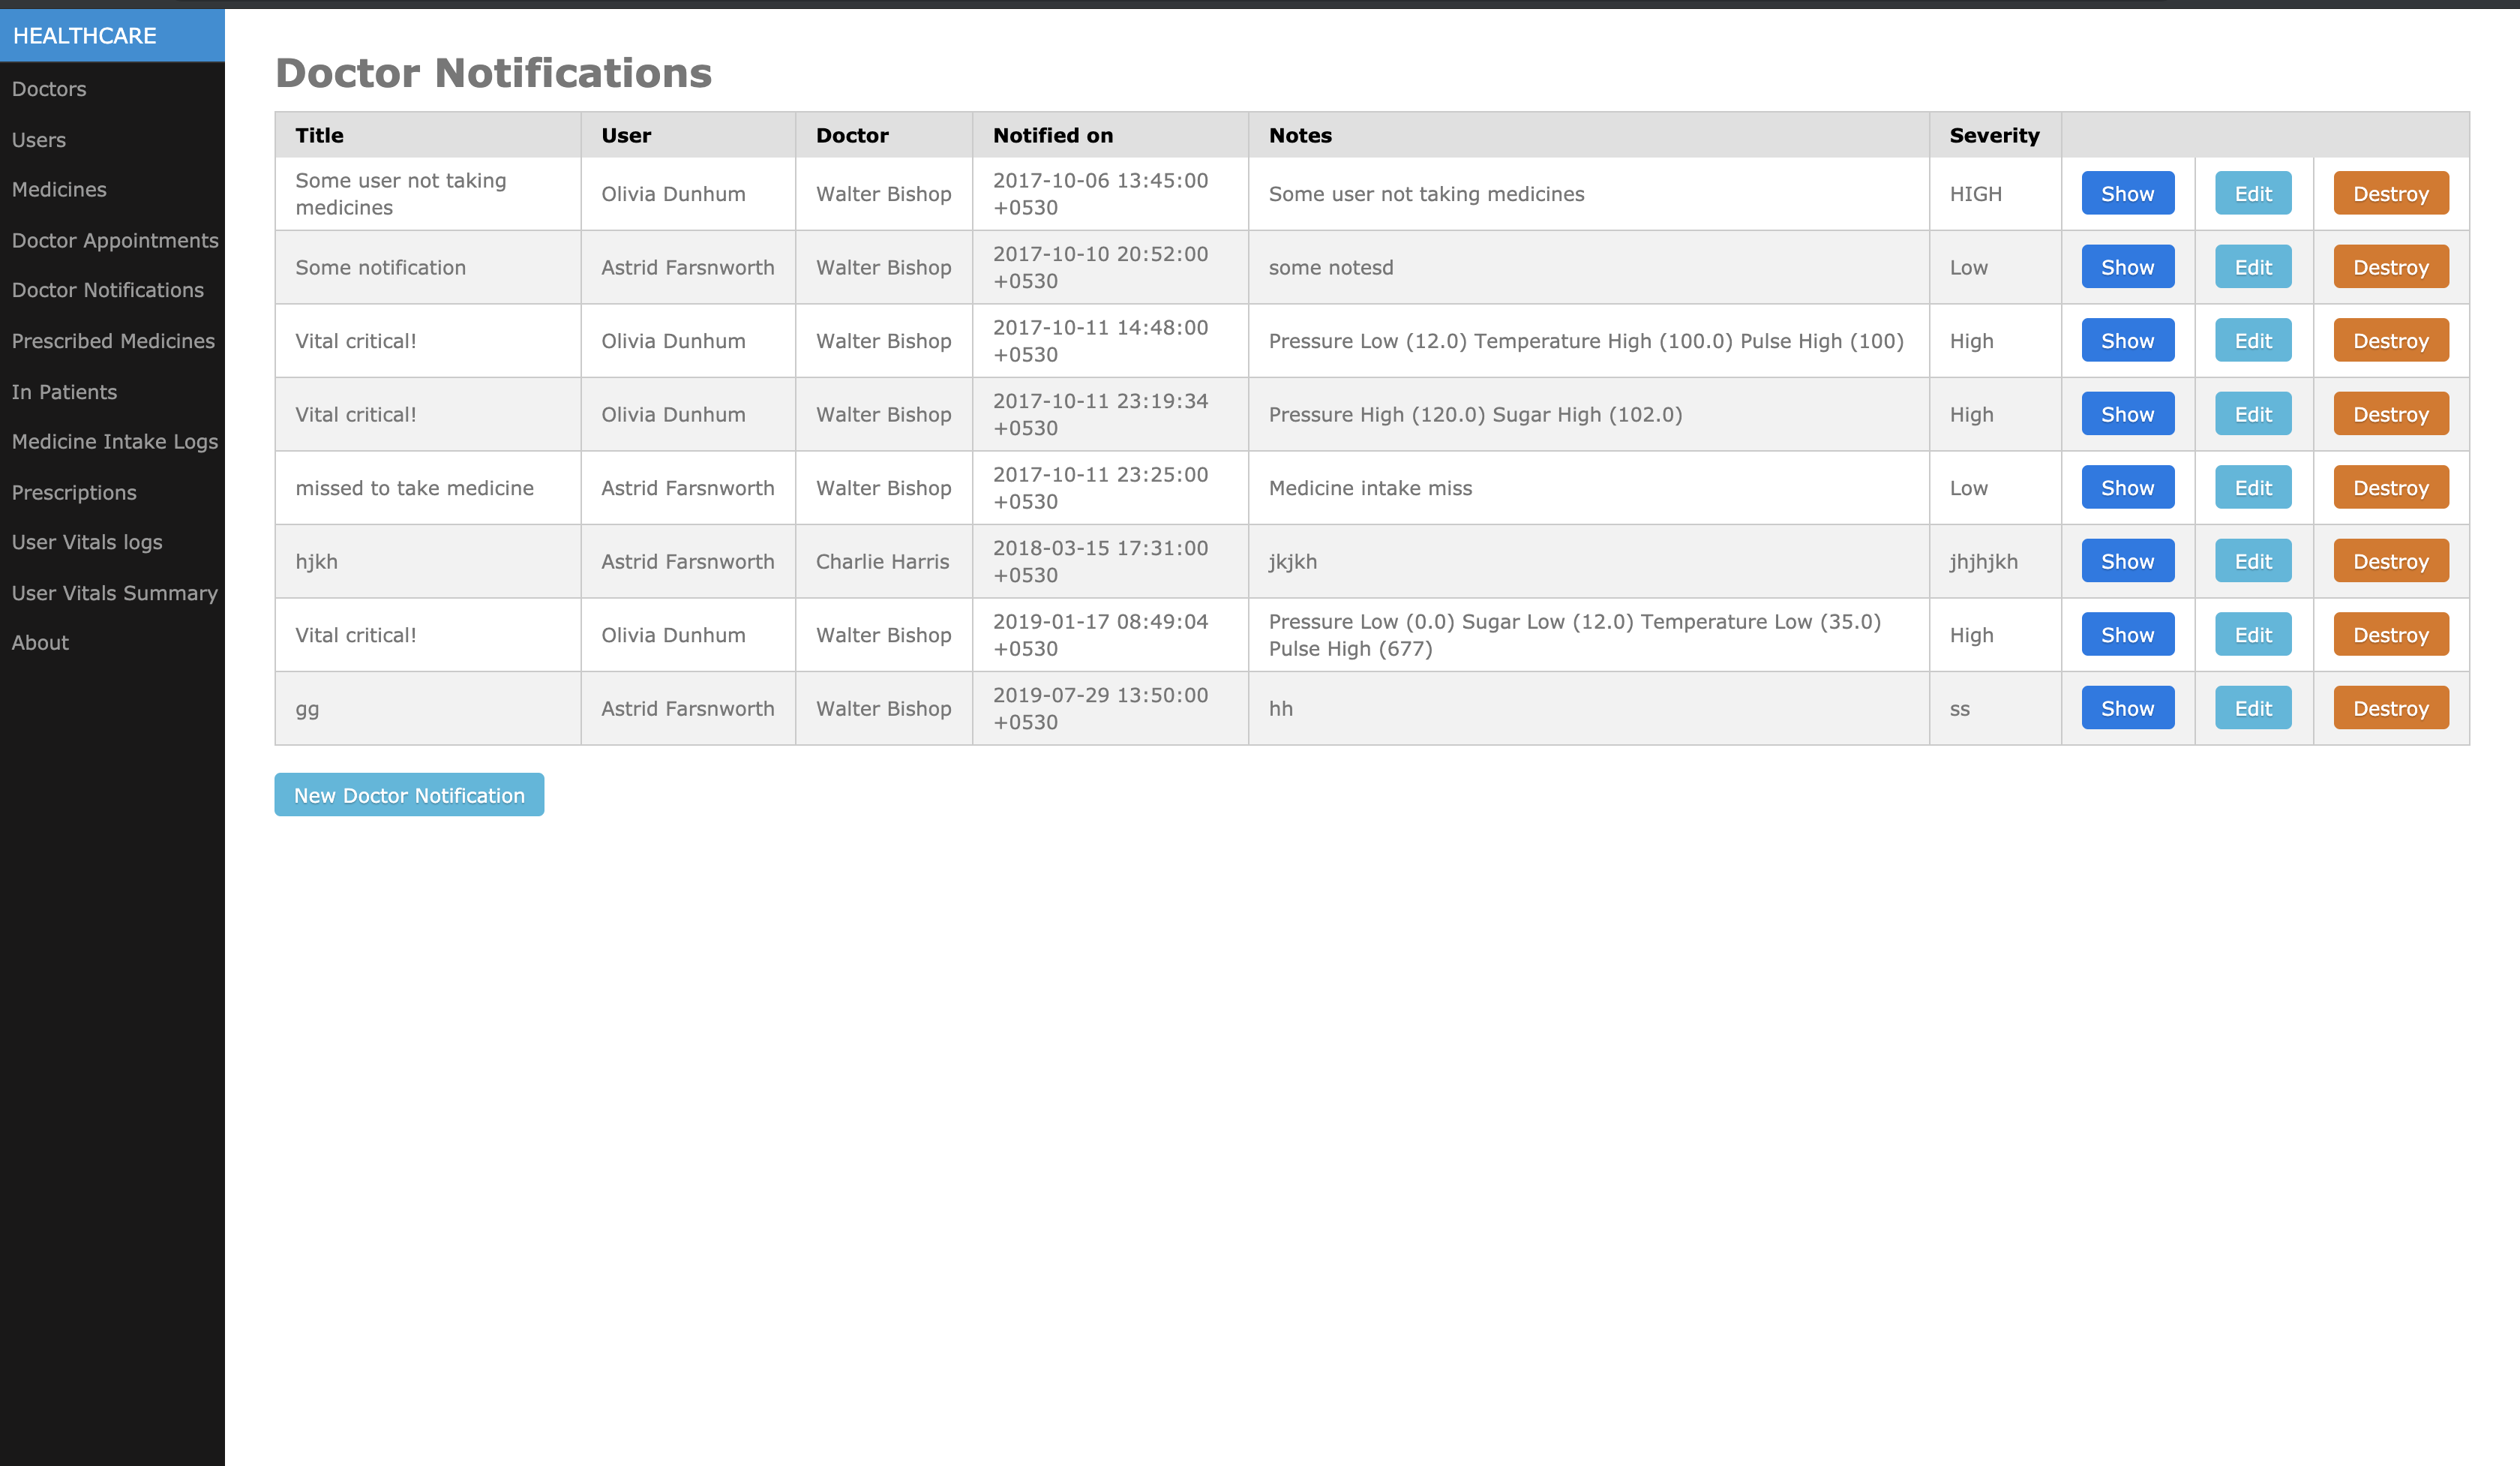 HEALTHCARE
Doctors
Users
Medicines
Doctor Appointments
Doctor Notifications
Prescribed Medicines
In Patients
Medicine Intake Logs
Prescriptions
User Vitals logs
User Vitals Summary
About
Doctor Notifications
Title User Doctor Notified on Notes Severity
Some user not taking
medicines
Olivia Dunhum
Walter Bishop
2017-10-06 13:45:00
+0530
Some user not taking medicines
HIGH
Show Edit Destroy
Some notification
Astrid Farsnworth
Walter Bishop
2017-10-10 20:52:00
+0530
some notesd
Low
Show Edit Destroy
Vital critical!
Olivia Dunhum
Walter Bishop
2017-10-11 14:48:00
+0530
Pressure Low (12.0) Temperature High (100.0) Pulse High (100)
High
Show Edit Destroy
Vital critical!
Olivia Dunhum
Walter Bishop
2017-10-11 23:19:34
+0530
Pressure High (120.0) Sugar High (102.0)
High
Show Edit Destroy
missed to take medicine
Astrid Farsnworth
Walter Bishop
2017-10-11 23:25:00
+0530
Medicine intake miss
Low
Show Edit Destroy
hjkh
Astrid Farsnworth
Charlie Harris
2018-03-15 17:31:00
+0530
jkjkh
jhjhjkh
Show Edit Destroy
Vital critical!
Olivia Dunhum
Walter Bishop
2019-01-17 08:49:04
+0530
Pressure Low (0.0) Sugar Low (12.0) Temperature Low (35.0)
Pulse High (677)
High
Show Edit Destroy
gg
Astrid Farsnworth
Walter Bishop
2019-07-29 13:50:00
+0530
hh
ss
Show Edit Destroy
New Doctor Notification